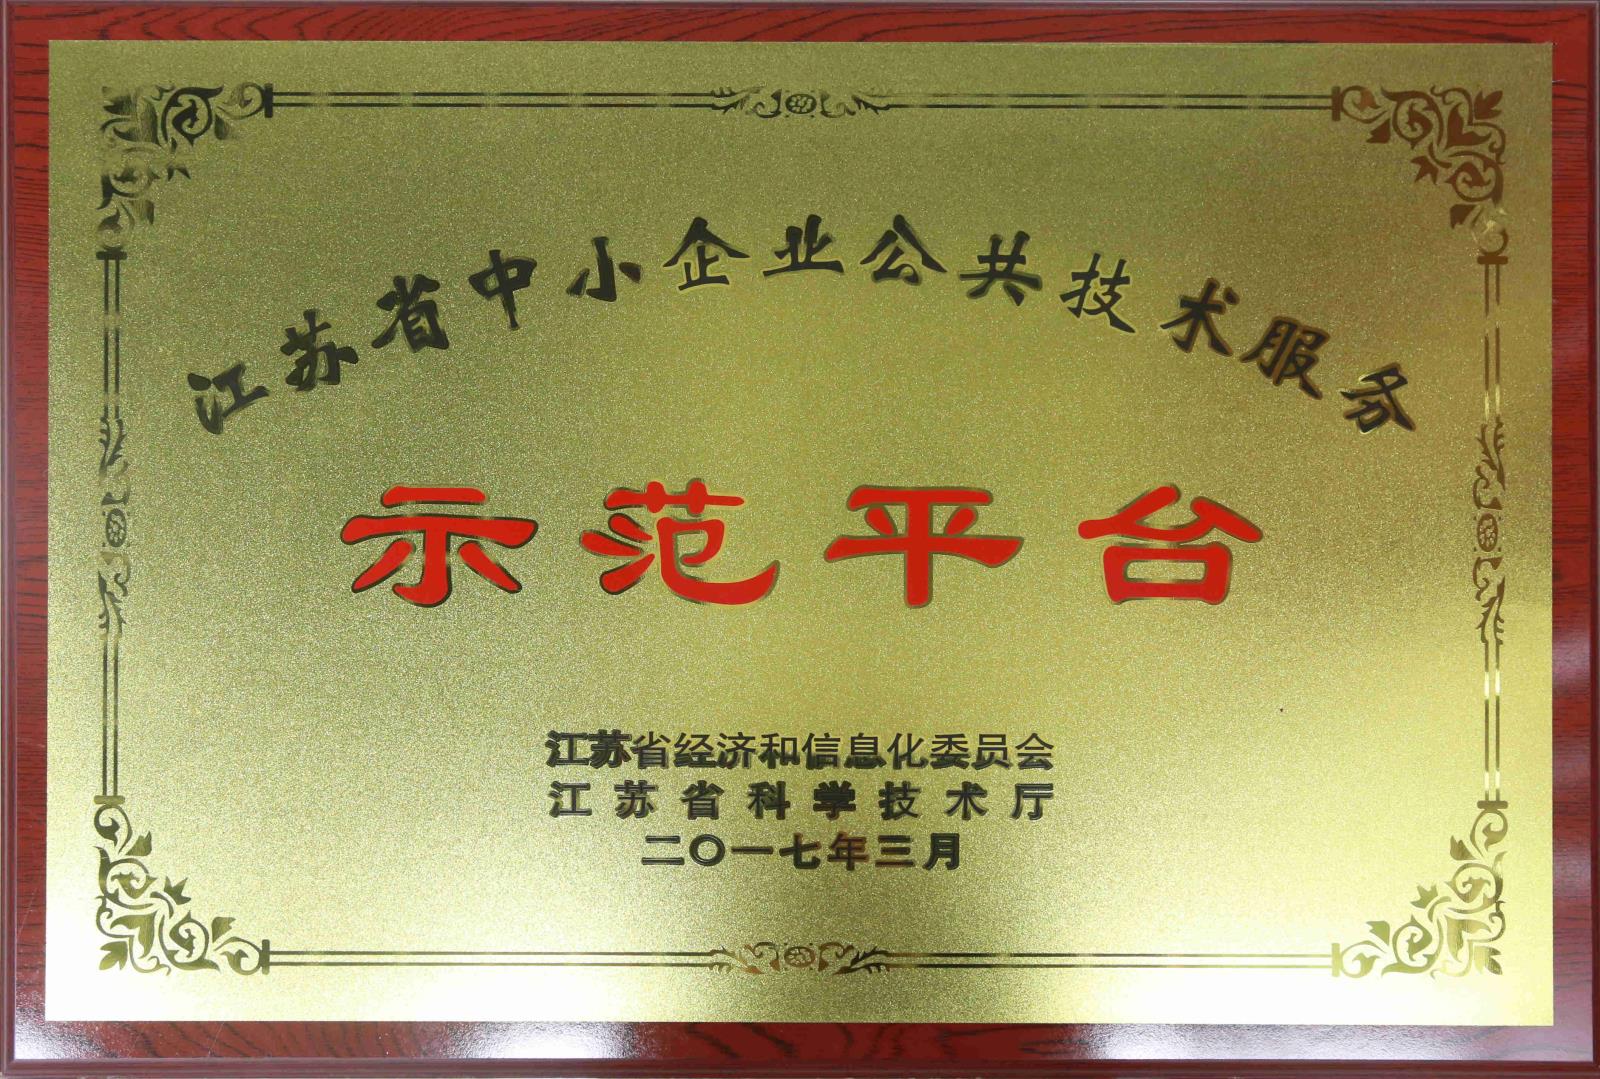 江苏省中小企业公共技术服务
示范平台
江苏省经济和信息化委员会
江苏省科学技术厅
二〇一七年三月